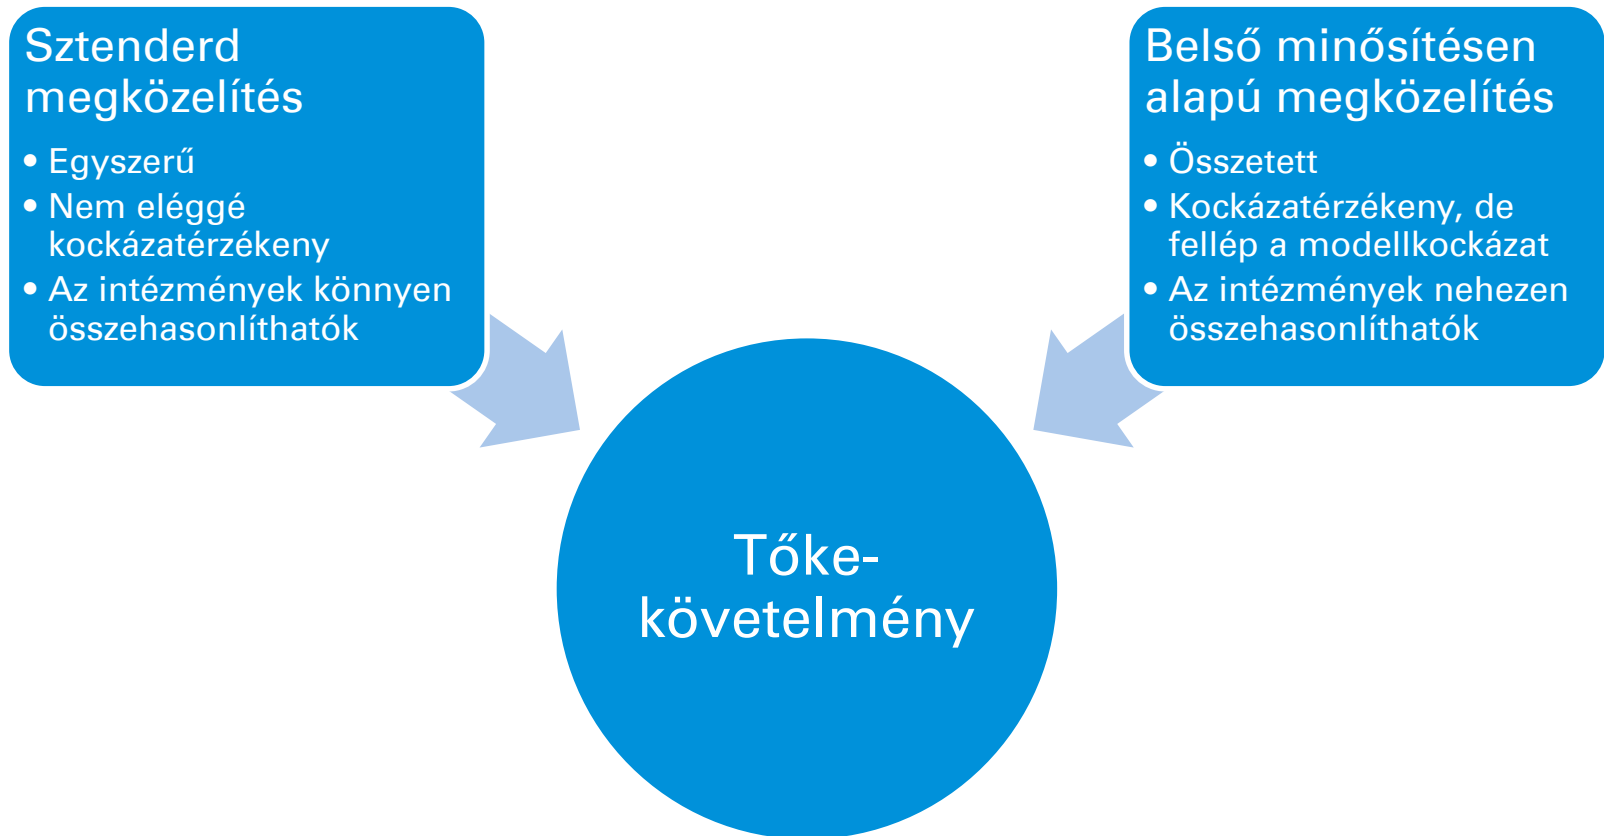 Sztenderd
megközelítés
• Egyszerű
• Nem eléggé
kockázatérzékeny
• Az intézmények könnyen
összehasonlíthatók
Belső minősítésen
alapú megközelítés
• Összetett
• Kockázatérzékeny, de
fellép a modellkockázat
• Az intézmények nehezen
összehasonlíthatók
Tőke-
követelmény